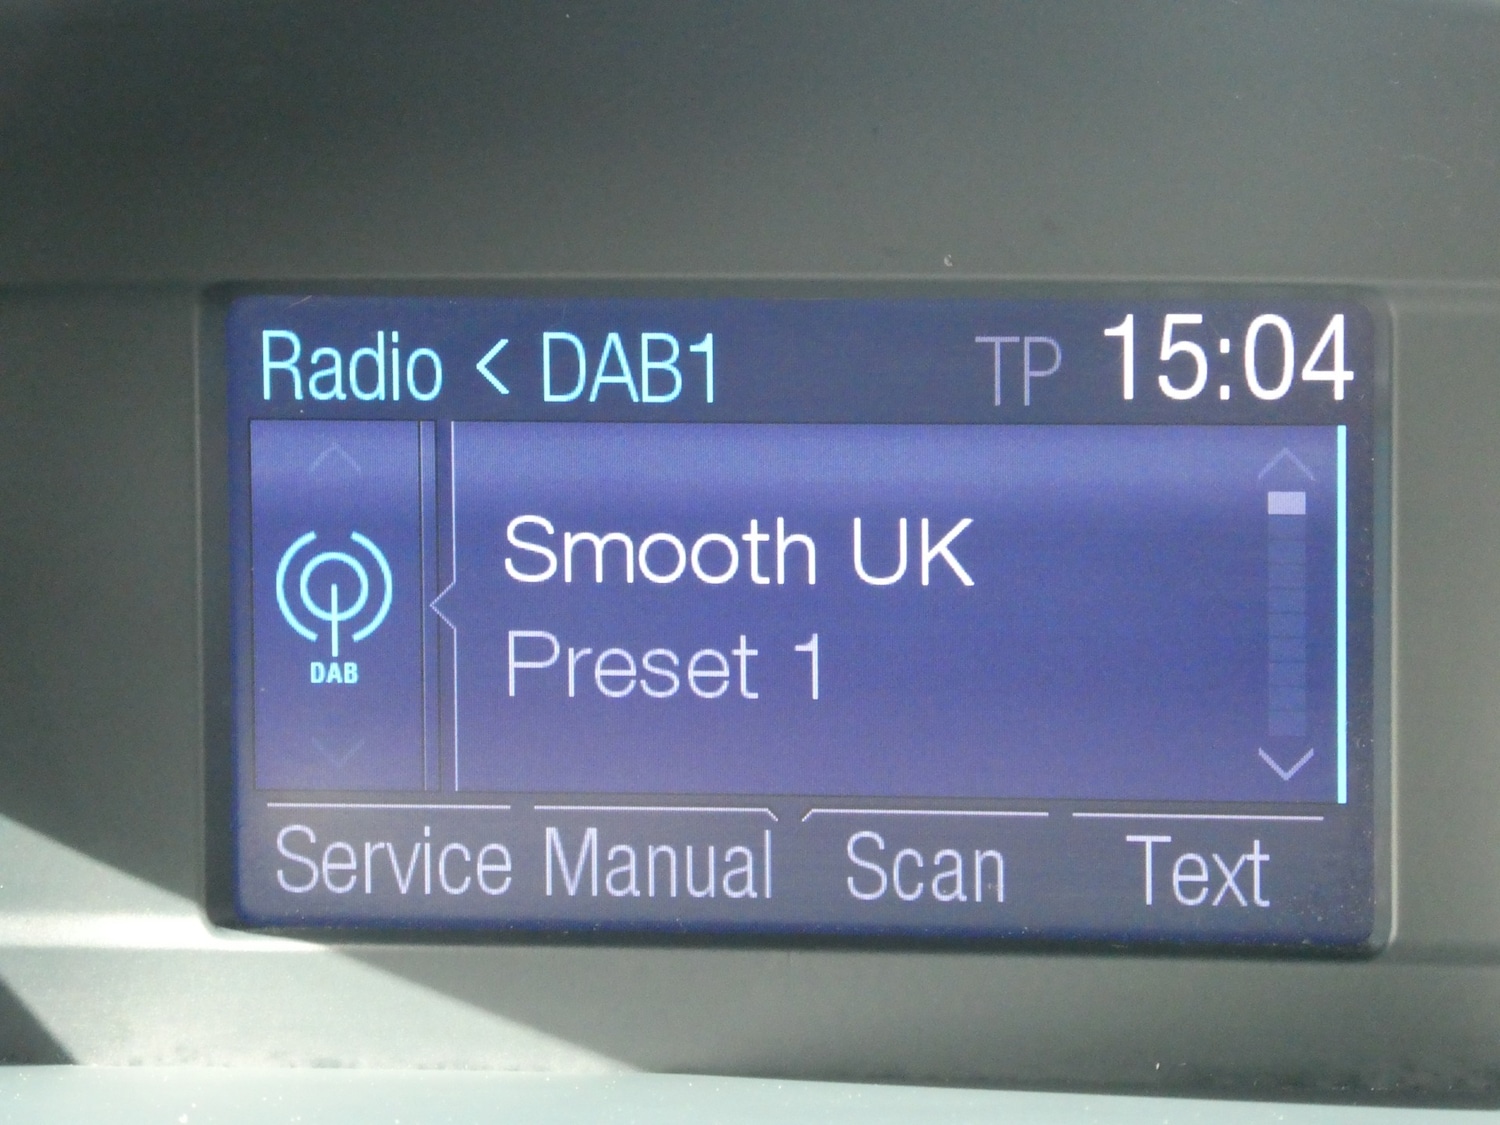 Radio < DAB1 TP 15:04
Smooth UK
Preset 1
DAB
Service Manual Scan Text